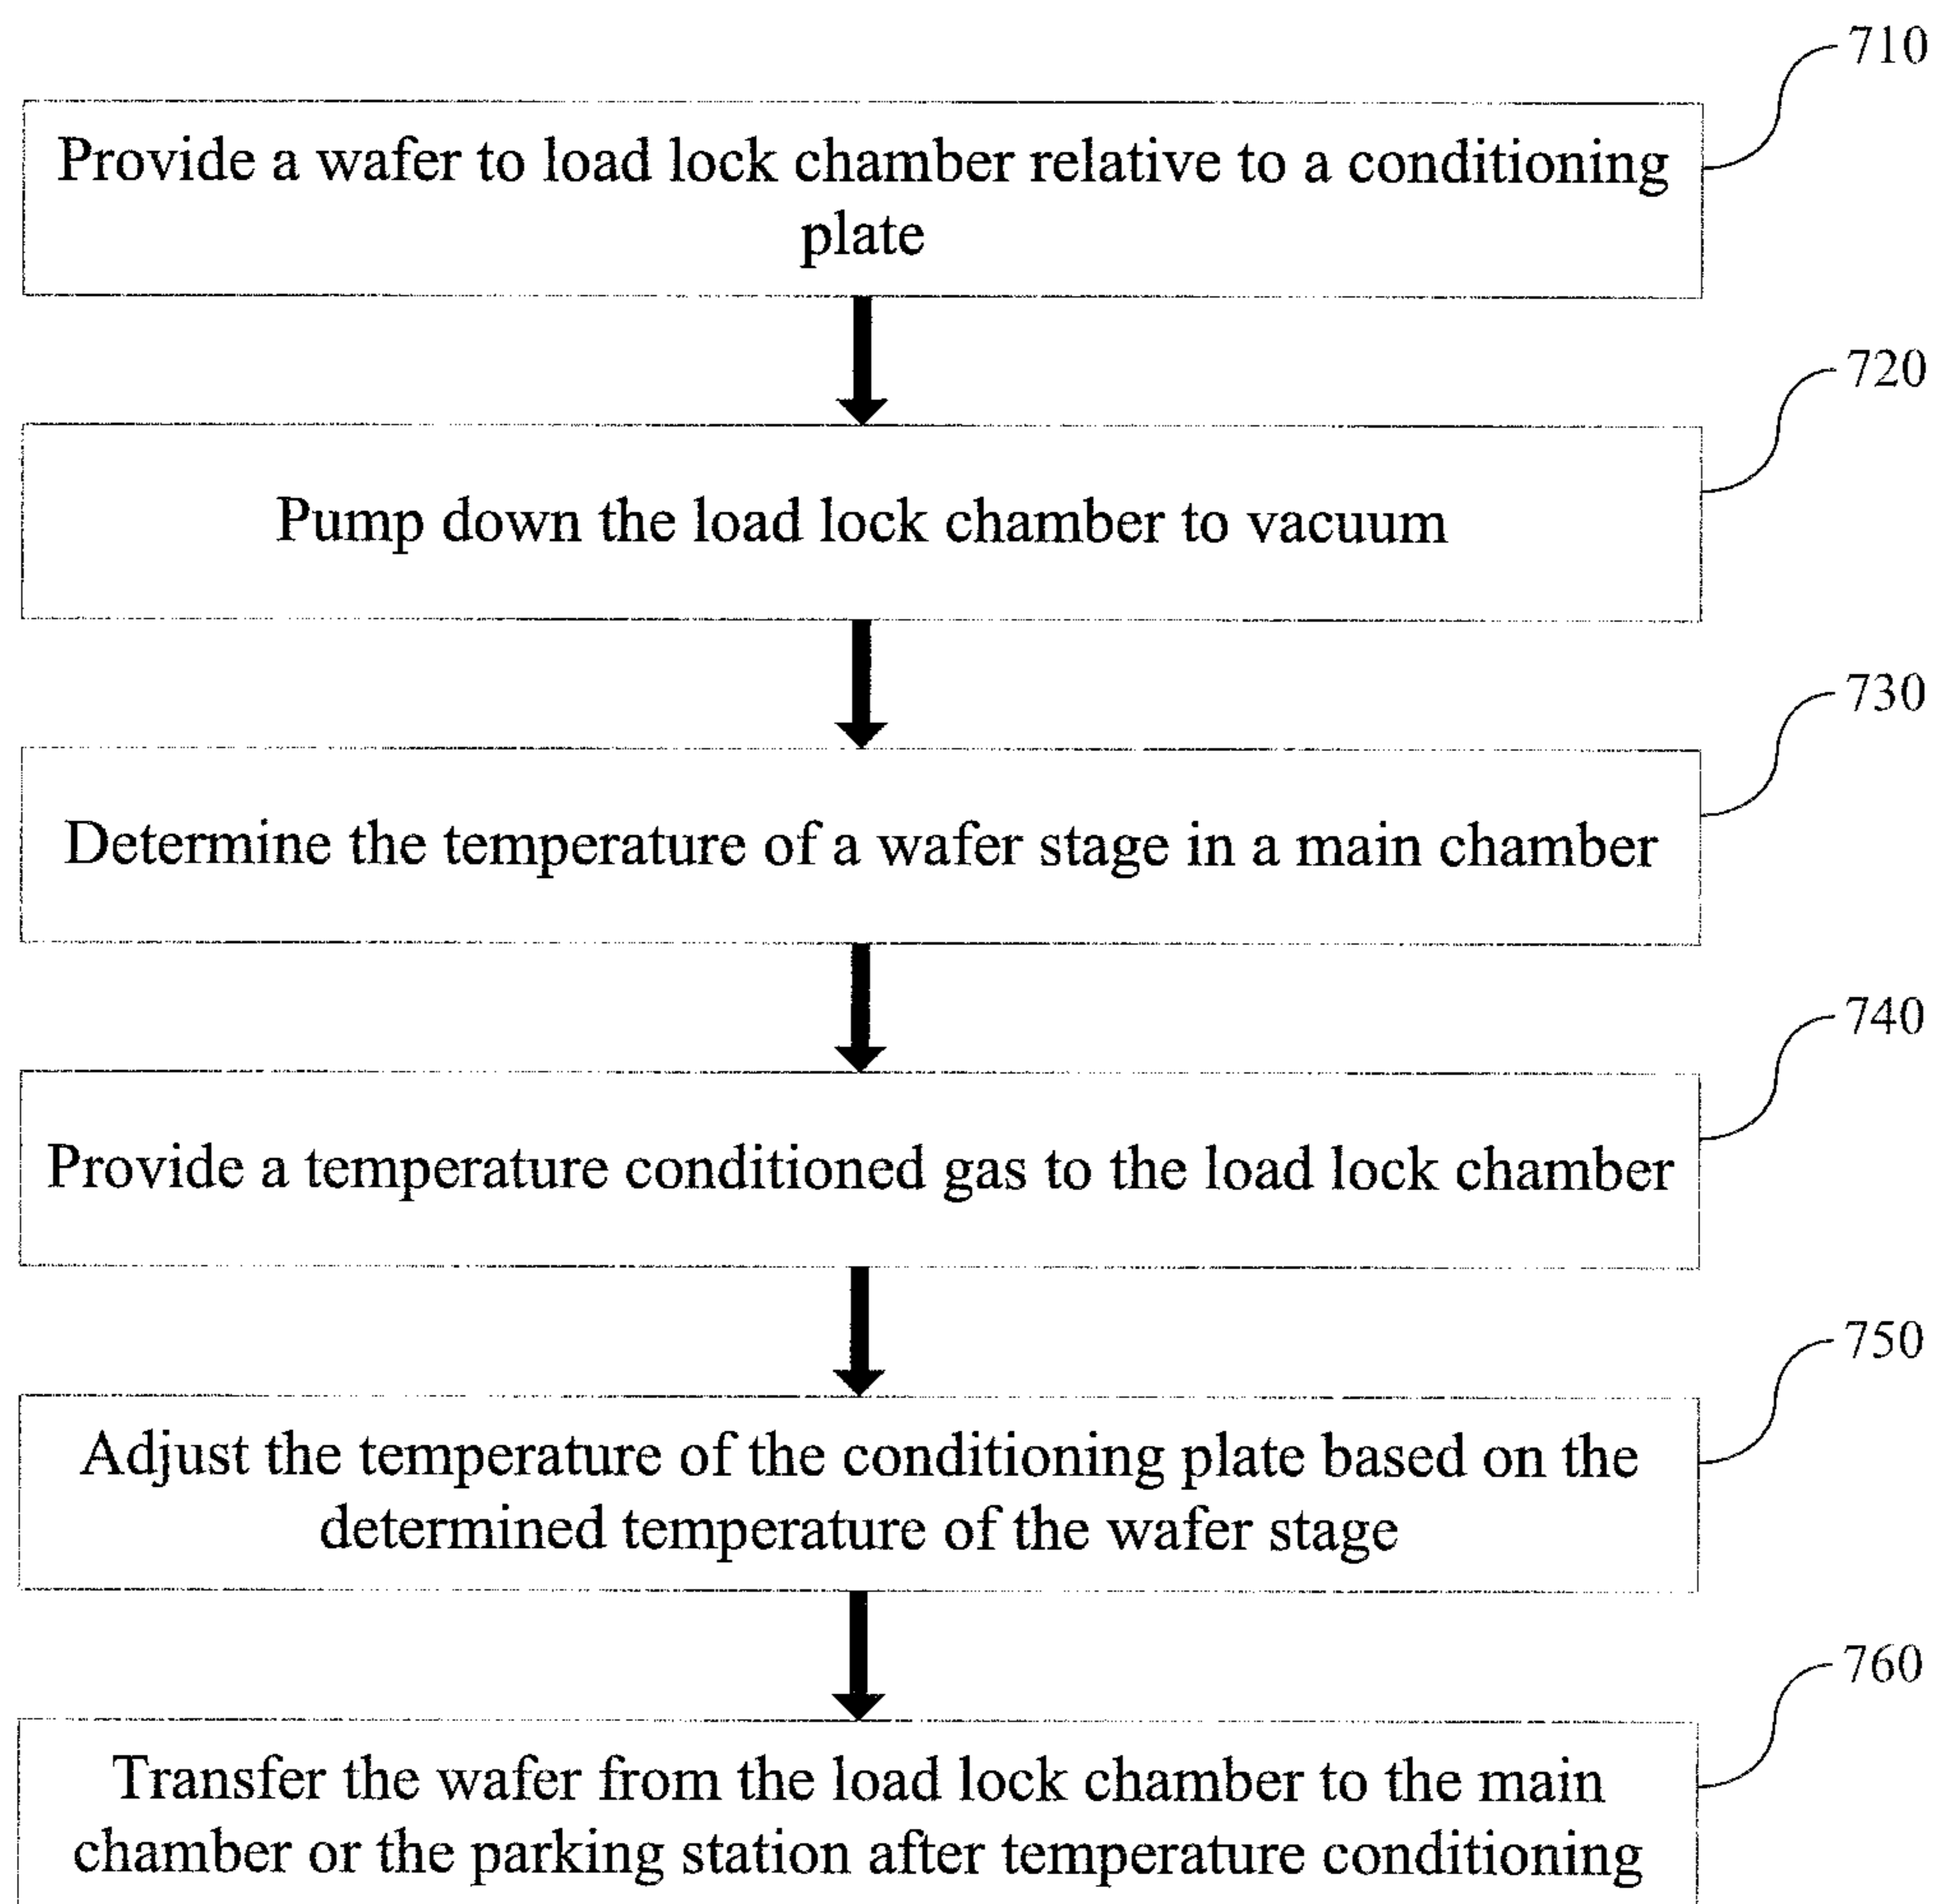 710
Provide a wafer to load lock chamber relative to a conditioning
plate
720
Pump down the load lock chamber to vacuum
730
Determine the temperature of a wafer stage in a main chamber
740
Provide a temperature conditioned gas to the load lock chamber
750
Adjust the temperature of the conditioning plate based on the
determined temperature of the wafer stage
760
Transfer the wafer from the load lock chamber to the main
chamber or the parking station after temperature conditioning